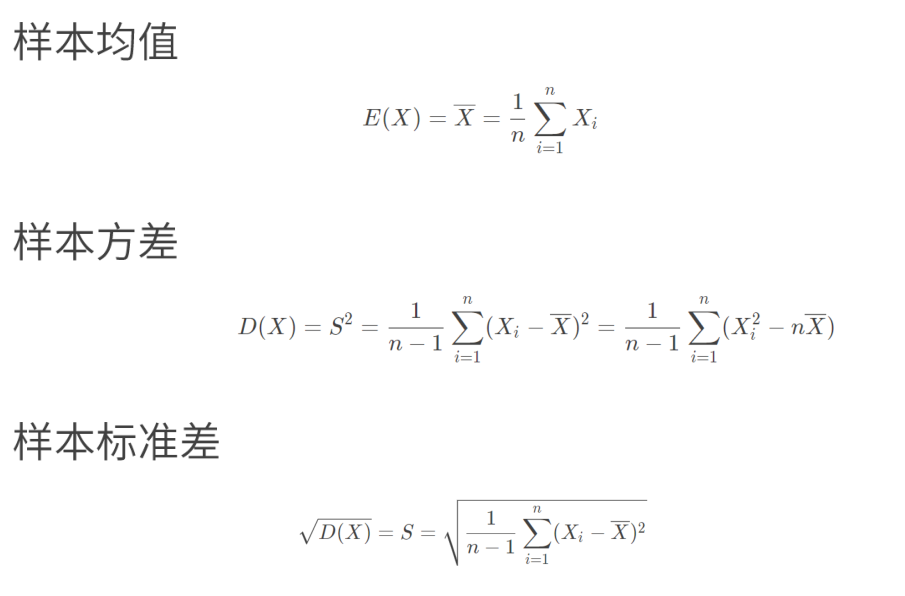 样本均值
$E(X) = \overline{X} = \frac{1}{n} \sum_{i=1}^{n} X_i$
样本方差
$D(X) = S^2 = \frac{1}{n-1} \sum_{i=1}^{n} (X_i - \overline{X})^2 = \frac{1}{n-1} \sum_{i=1}^{n} (X_i^2 - n\overline{X})$
样本标准差
$\sqrt{D(X)} = S = \sqrt{\frac{1}{n-1} \sum_{i=1}^{n} (X_i - \overline{X})^2}$